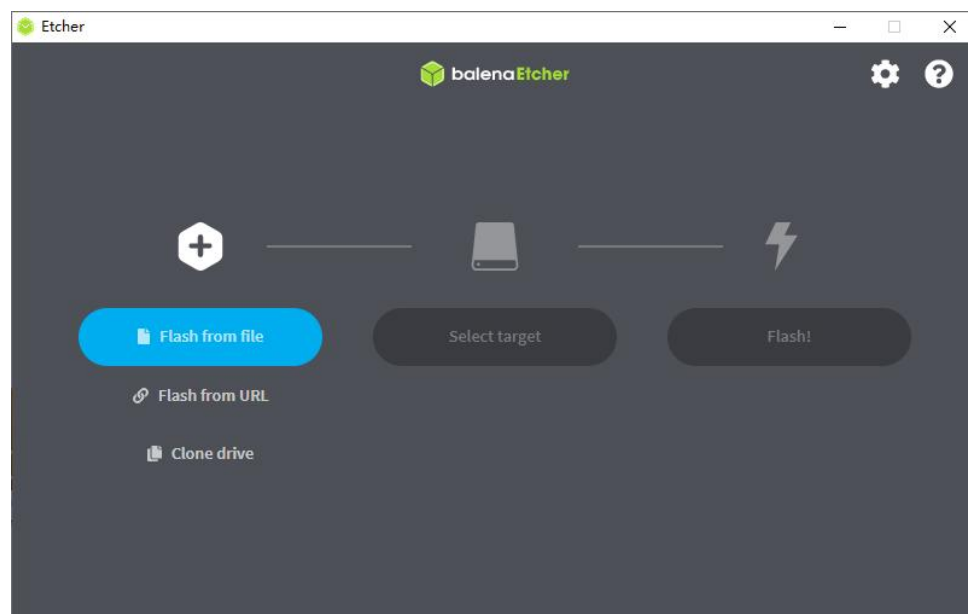 Etcher
balenaEtcher
Flash from file
Select target
Flash!
Flash from URL
Clone drive